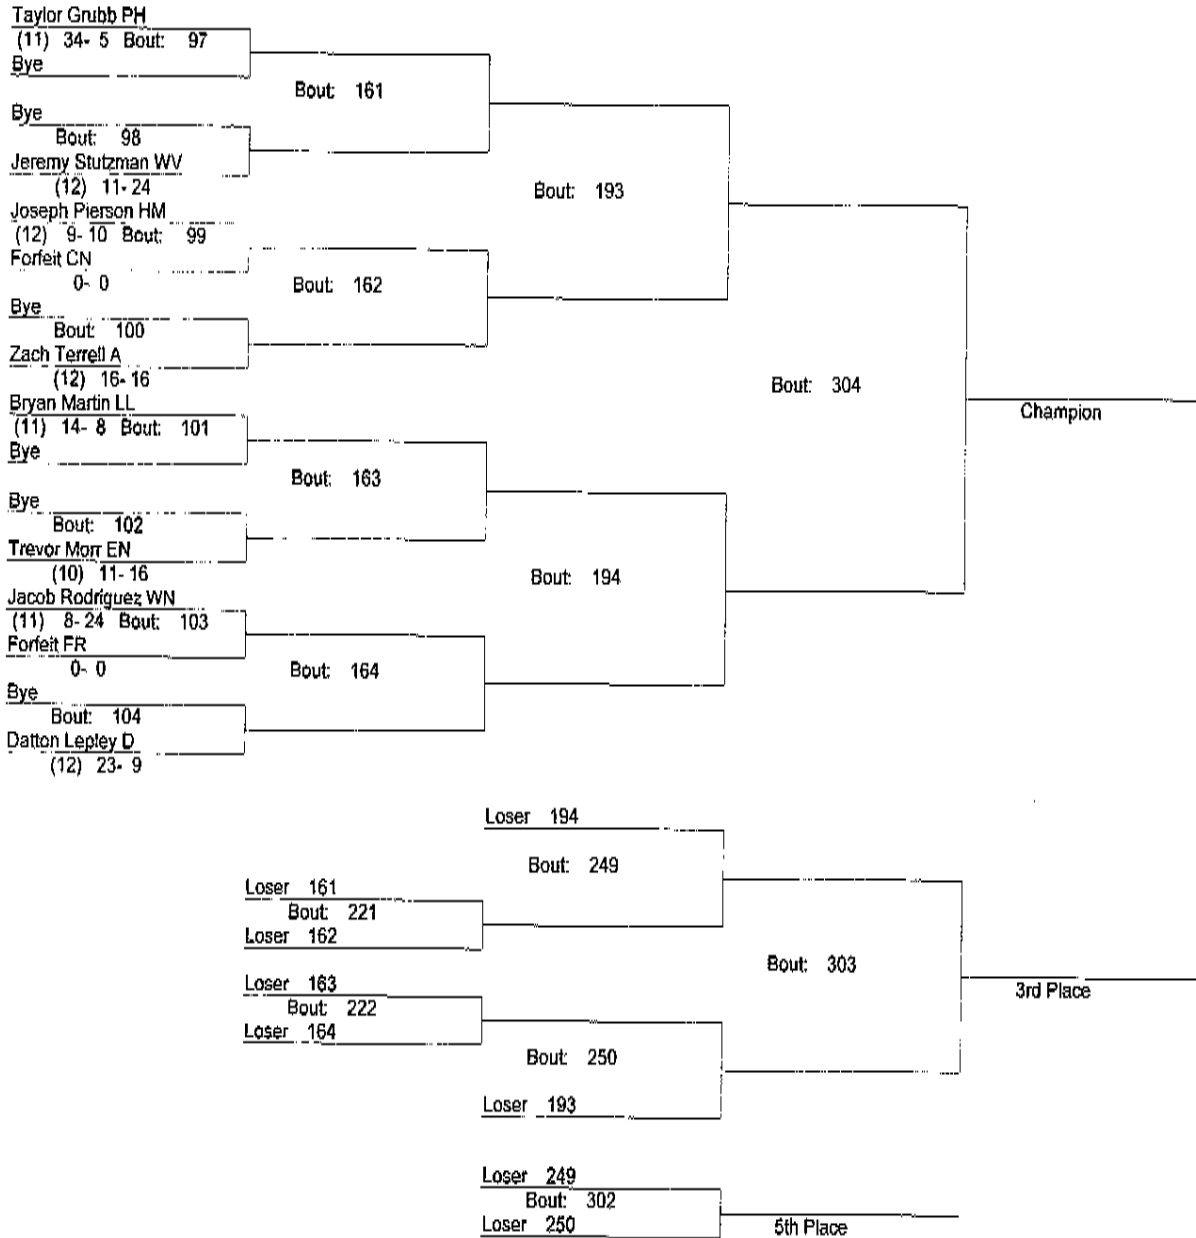 Taylor Grubb PH
(11) 34- 5 Bout: 97
Bye
Bout: 161
Bye
Bout: 98
Jeremy Stutzman WV
(12) 11- 24
Bout: 193
Joseph Pierson HM
(12) 9- 10 Bout: 99
Forfeit CN
0- 0
Bout: 162
Bye
Bout: 100
Zach Terrell A
(12) 16- 16
Bout: 304
Champion
Bryan Martin LL
(11) 14- 8 Bout: 101
Bye
Bout: 163
Bye
Bout: 102
Trevor Morr EN
(10) 11- 16
Bout: 194
Jacob Rodriguez WN
(11) 8- 24 Bout: 103
Forfeit FR
0- 0
Bout: 164
Bye
Bout: 104
Datton Lepley D
(12) 23- 9
Loser 194
Bout: 249
Loser 161
Bout: 221
Loser 162
Bout: 303
Loser 163
Bout: 222
Loser 164
3rd Place
Bout: 250
Loser 193
Loser 249
Bout: 302
Loser 250
5th Place